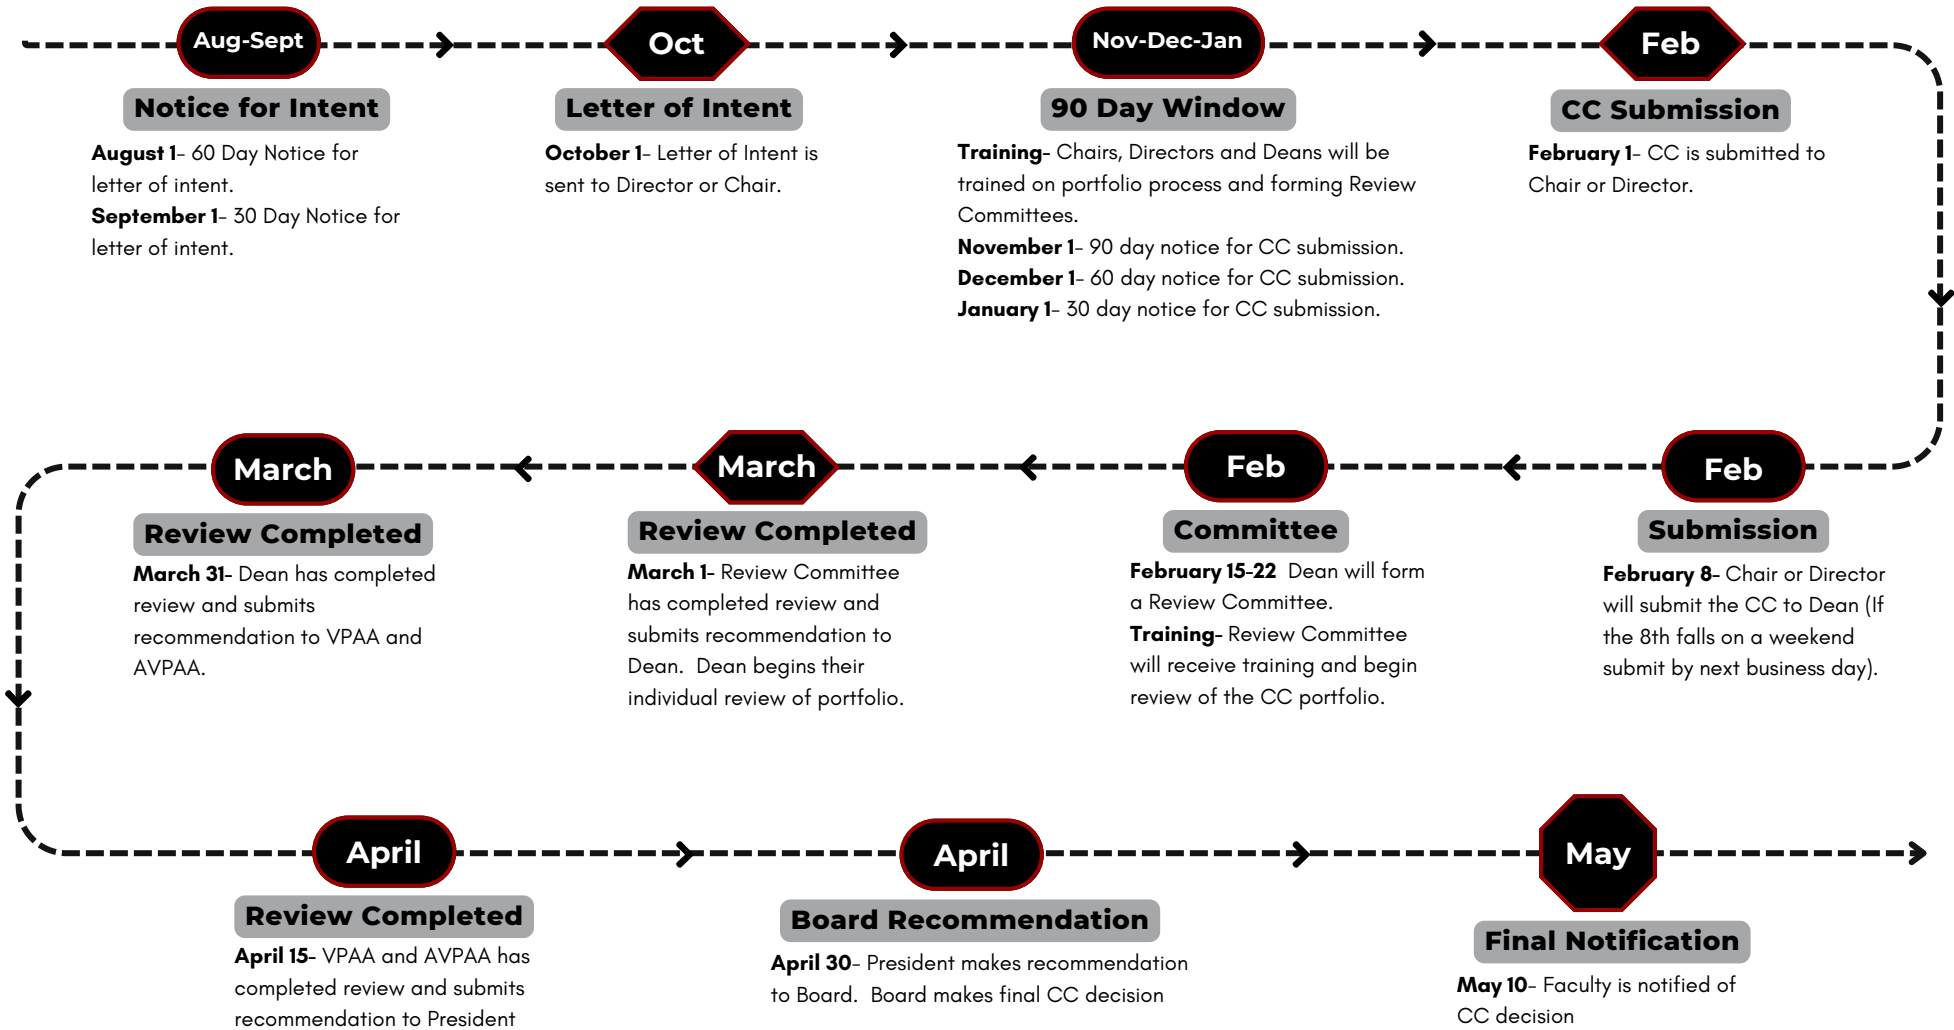 Aug-Sept
Notice for Intent
August 1- 60 Day Notice for
letter of intent.
September 1- 30 Day Notice for
letter of intent.
Oct
Letter of Intent
October 1- Letter of Intent is
sent to Director or Chair.
Nov-Dec-Jan
90 Day Window
Training- Chairs, Directors and Deans will be
trained on portfolio process and forming Review
Committees.
November 1- 90 day notice for CC submission.
December 1- 60 day notice for CC submission.
January 1- 30 day notice for CC submission.
Feb
CC Submission
February 1- CC is submitted to
Chair or Director.
Feb
Submission
February 8- Chair or Director
will submit the CC to Dean (If
the 8th falls on a weekend
submit by next business day).
Feb
Committee
February 15-22  Dean will form
a Review Committee.
Training- Review Committee
will receive training and begin
review of the CC portfolio.
March
Review Completed
March 1- Review Committee
has completed review and
submits recommendation to
Dean.  Dean begins their
individual review of portfolio.
March
Review Completed
March 31- Dean has completed
review and submits
recommendation to VPAA and
AVPAA.
April
Review Completed
April 15- VPAA and AVPAA has
completed review and submits
recommendation to President
April
Board Recommendation
April 30- President makes recommendation
to Board.  Board makes final CC decision
May
Final Notification
May 10- Faculty is notified of
CC decision